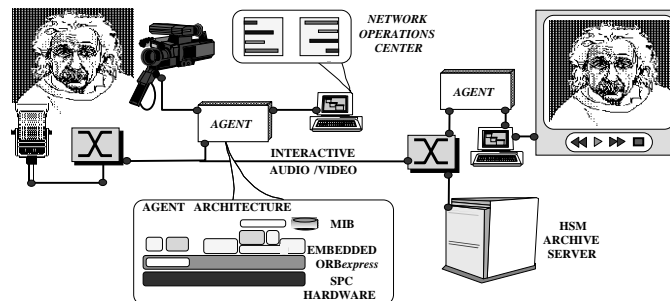 NETWORK
OPERATIONS
CENTER
AGENT
AGENT
INTERACTIVE
AUDIO /VIDEO
AGENT ARCHITECTURE
MIB
EMBEDDED
ORBexpress
SPC
HARDWARE
HSM
ARCHIVE
SERVER